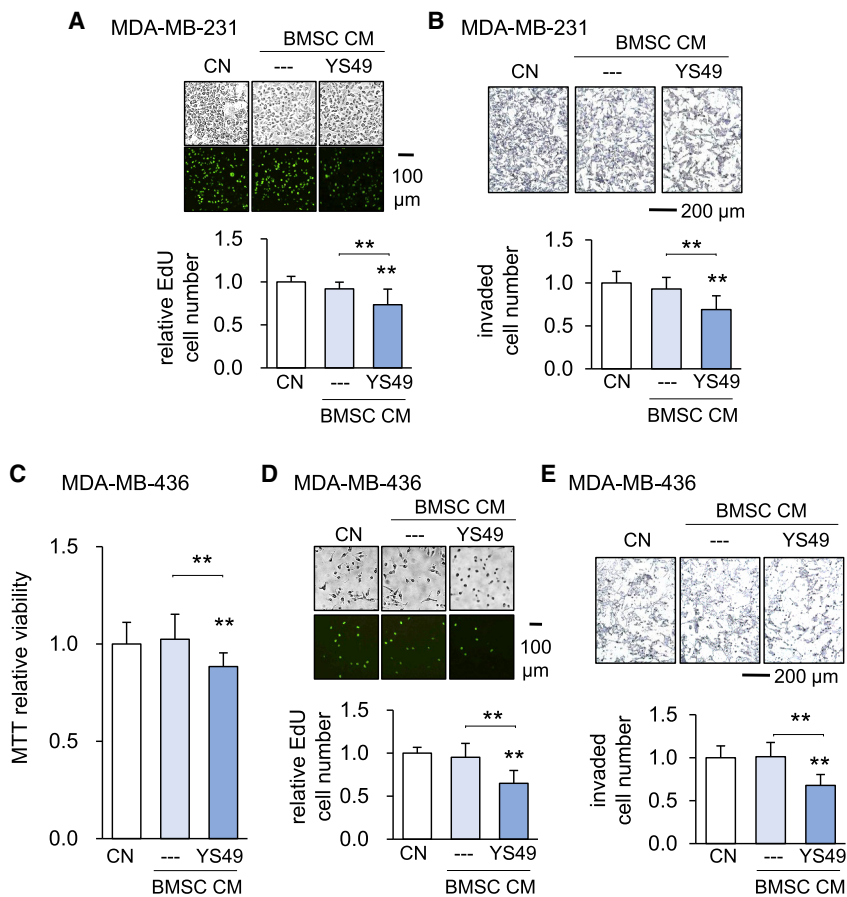 A MDA-MB-231
BMSC CM
CN --- YS49
100
µm
relative EdU
cell number
1.5
**
1.0
**
0.5
0.0
CN --- YS49
BMSC CM
B MDA-MB-231
BMSC CM
CN --- YS49
200 µm
invaded
cell number
1.5
**
1.0
**
0.5
0.0
CN --- YS49
BMSC CM
C MDA-MB-436
MTT relative viability
1.5
**
1.0
**
0.5
0.0
CN --- YS49
BMSC CM
D MDA-MB-436
BMSC CM
CN --- YS49
100
µm
relative EdU
cell number
1.5
**
1.0
**
0.5
0.0
CN --- YS49
BMSC CM
E MDA-MB-436
BMSC CM
CN --- YS49
200 µm
invaded
cell number
1.5
**
1.0
**
0.5
0.0
CN --- YS49
BMSC CM